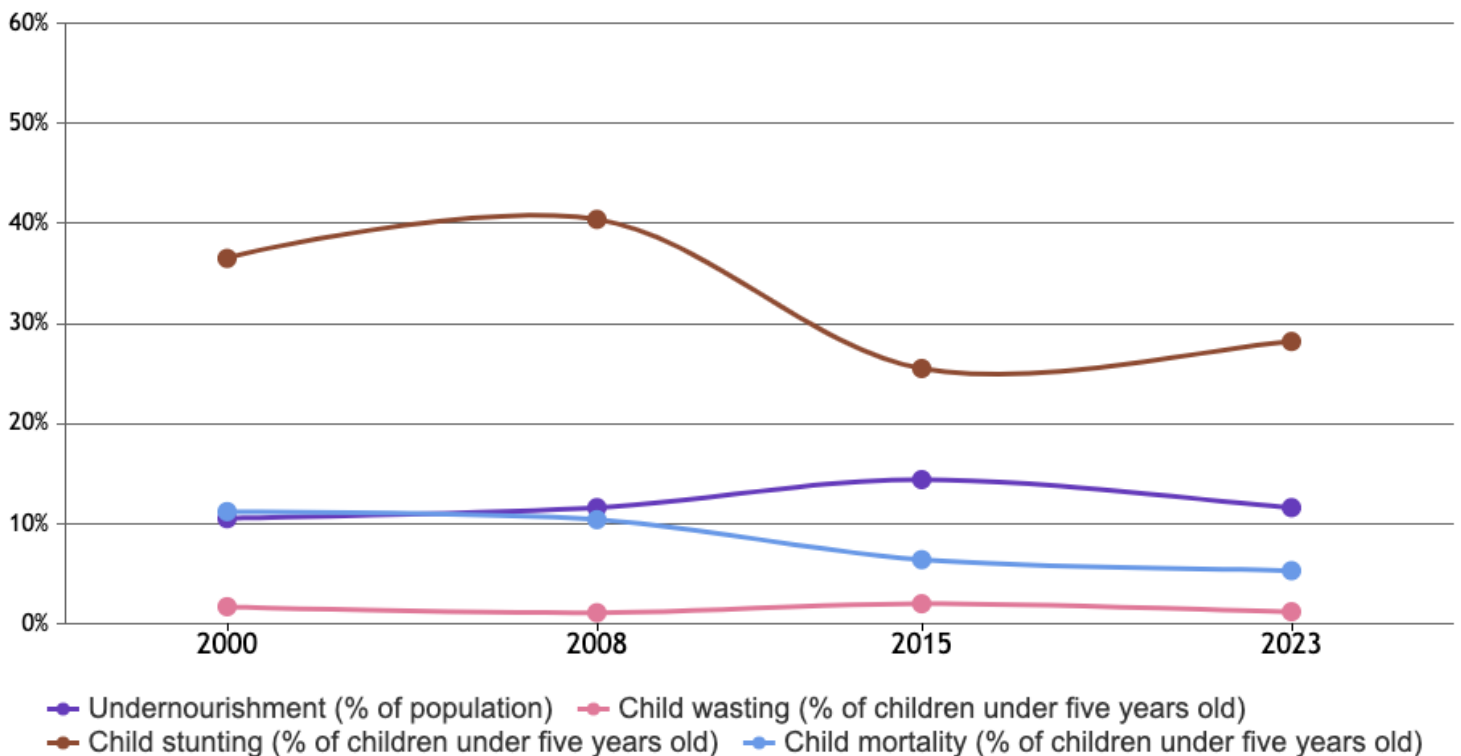 60%
50%
40%
30%
20%
10%
0%
2000 2008 2015 2023
Undernourishment (% of population) Child wasting (% of children under five years old)
Child stunting (% of children under five years old) Child mortality (% of children under five years old)